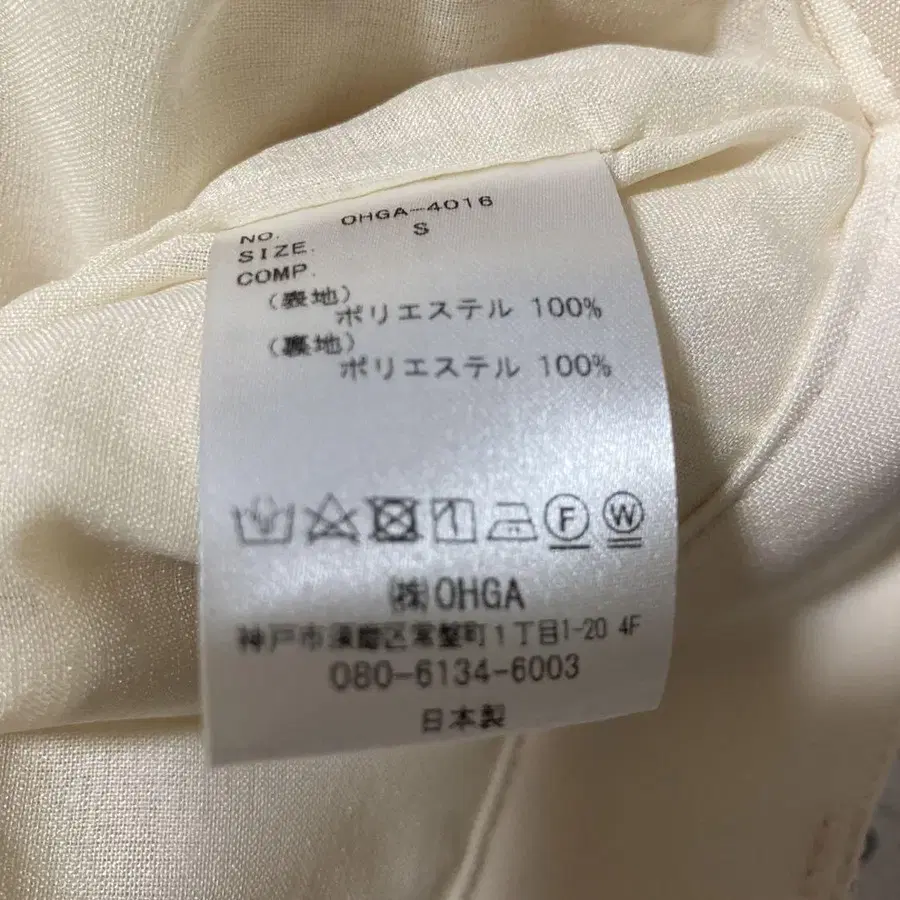 NO. OHGA-4016
SIZE. S
COMP.
(表地)
ポリエステル 100%
(裏地)
ポリエステル 100%
F W
㈱OHGA
神戸市須磨区常盤町1丁目1-20 4F
080-6134-6003
日本製